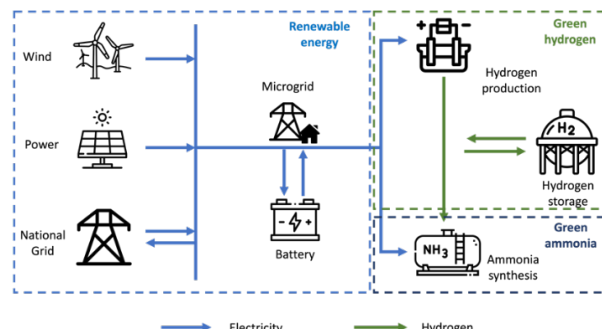 Renewable
energy
Green
hydrogen
Wind
Microgrid
Hydrogen
production
Power
H2
Hydrogen
storage
National
Grid
Battery
Green
ammonia
NH3
Ammonia
synthesis
Electricity
Hydrogen